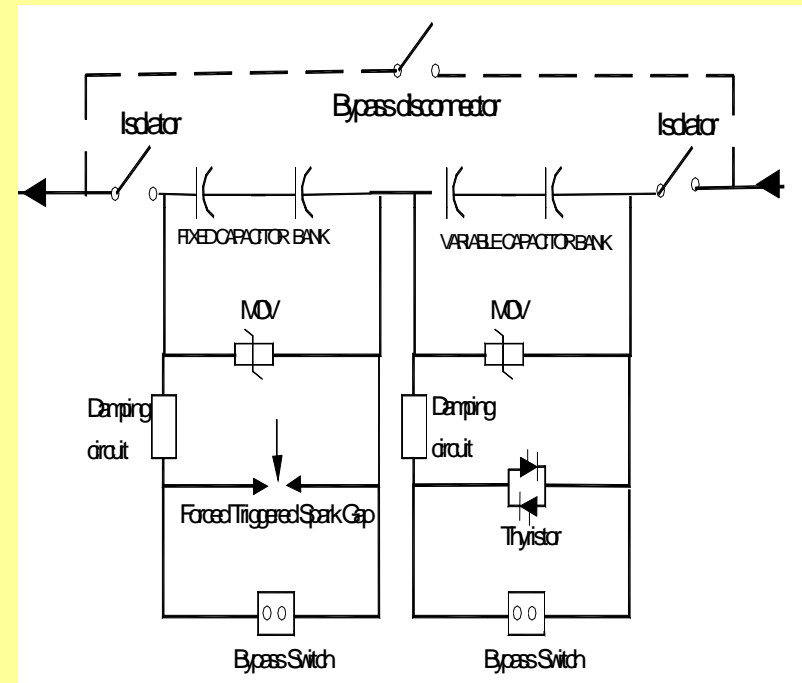 Bypass disconnector
Isolator
Isolator
FIXED CAPACITOR BANK
VARIABLE CAPACITOR BANK
MOV
MOV
Damping
circuit
Damping
circuit
Forced Triggered Spark Gap
Thyristor
Bypass Switch
Bypass Switch